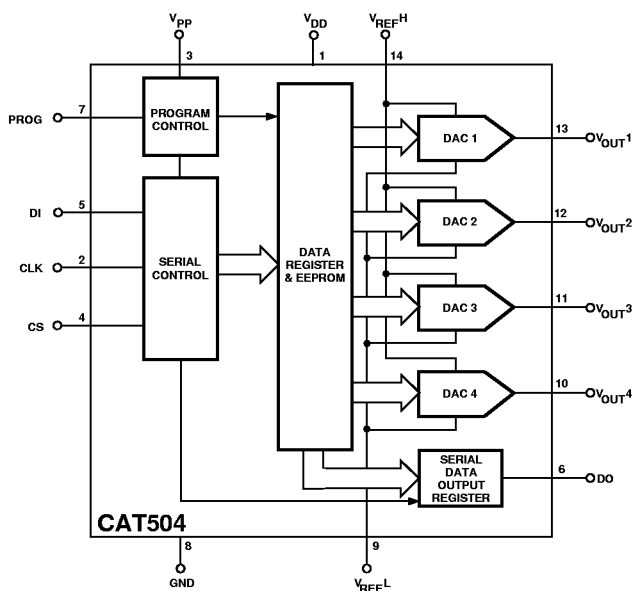 VPP
VDD
VREFH
3
1
14
PROG
7
PROGRAM
CONTROL
DAC 1
13
VOUT1
DI
5
DAC 2
12
VOUT2
CLK
2
SERIAL
CONTROL
DATA
REGISTER
& EEPROM
DAC 3
11
VOUT3
CS
4
DAC 4
10
VOUT4
SERIAL
DATA
OUTPUT
REGISTER
6
DO
CAT504
8
9
GND
VREFL